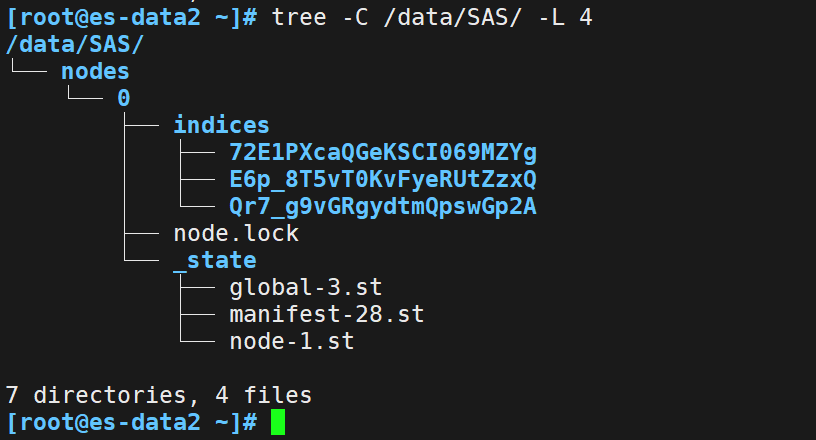 [root@es-data2 ~]# tree -C /data/SAS/ -L 4
/data/SAS/
└── nodes
    └── 0
        ├── indices
        │   ├── 72E1PXcaQGeKSCI069MZYg
        │   ├── E6p_8T5vT0KvFyeRUtZzxQ
        │   └── Qr7_g9vGRgydtmQpswGp2A
        ├── node.lock
        └── _state
            ├── global-3.st
            ├── manifest-28.st
            └── node-1.st

7 directories, 4 files
[root@es-data2 ~]#